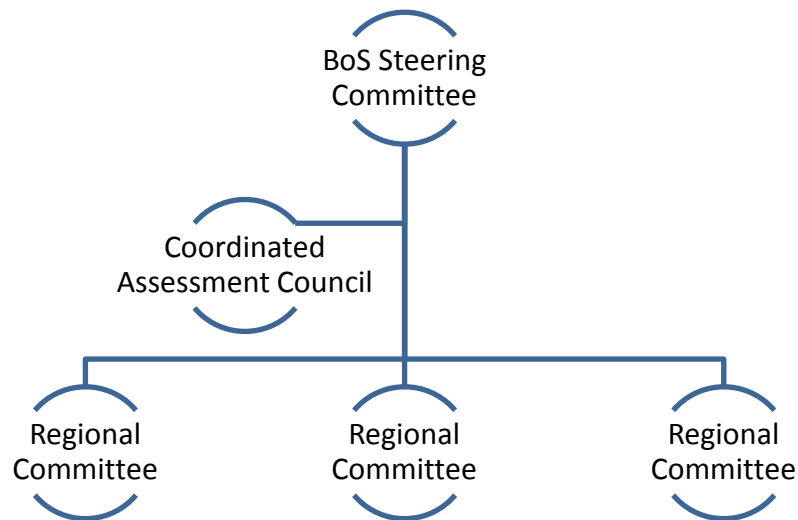 BoS Steering
Committee
Coordinated
Assessment Council
Regional
Committee
Regional
Committee
Regional
Committee